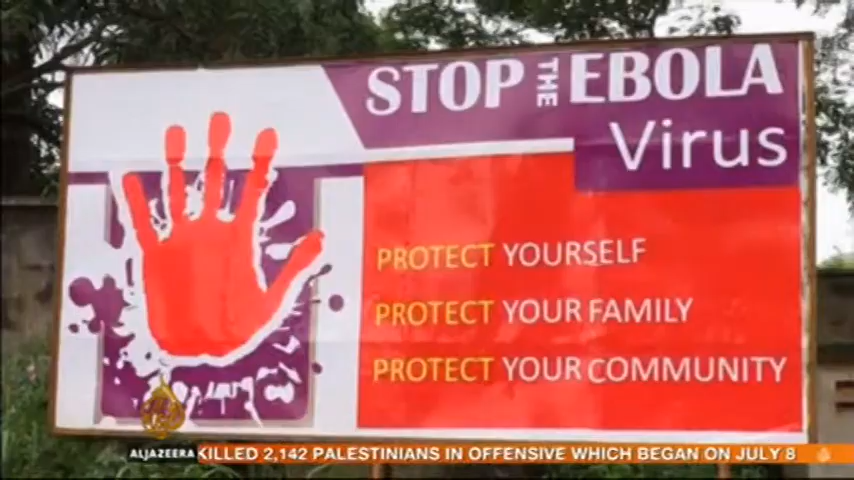 STOP THE EBOLA
Virus
PROTECT YOURSELF
PROTECT YOUR FAMILY
PROTECT YOUR COMMUNITY
ALJAZEERA KILLED 2,142 PALESTINIANS IN OFFENSIVE WHICH BEGAN ON JULY 8